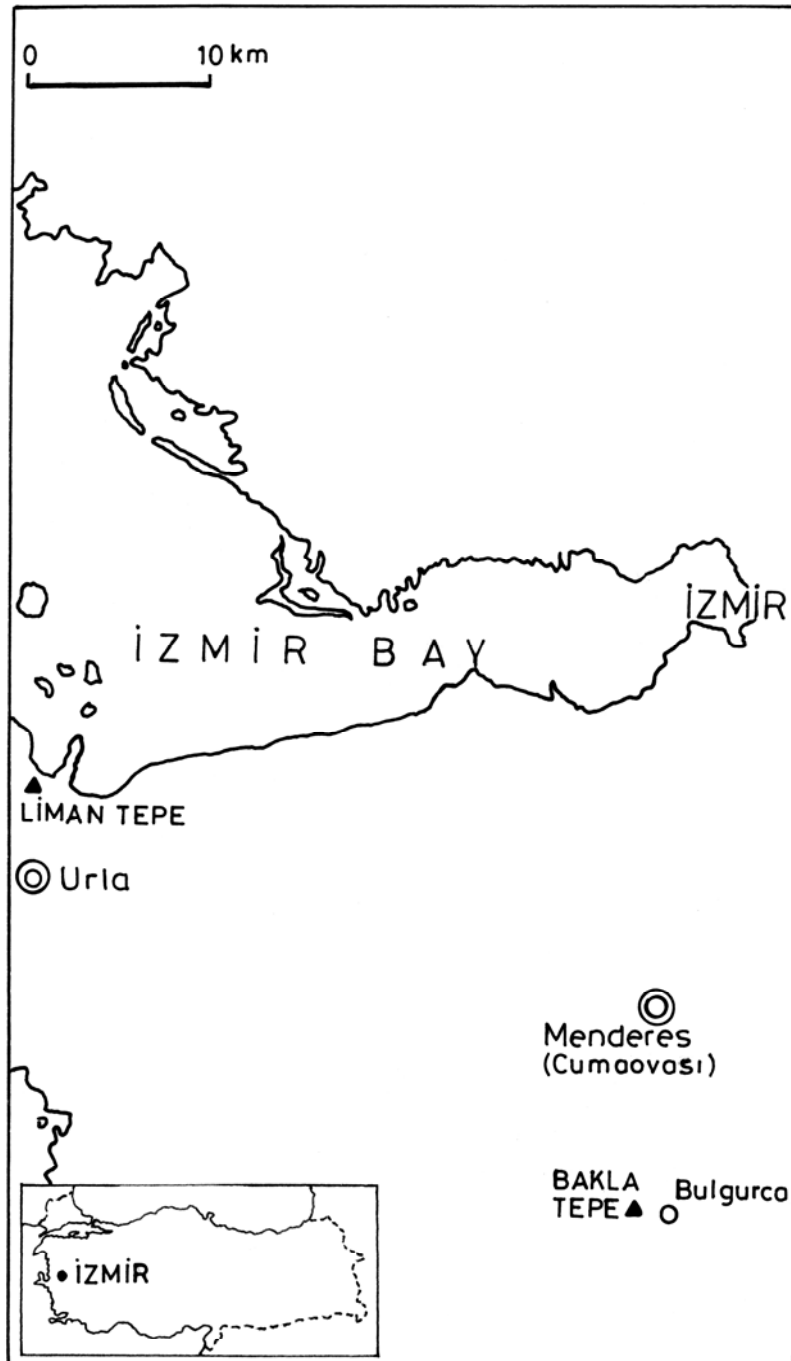 0 10 km
İZMİR
İZMİR BAY
LİMAN TEPE
Urla
Menderes
(Cumaovası)
BAKLA
TEPE
Bulgurca
İZMİR